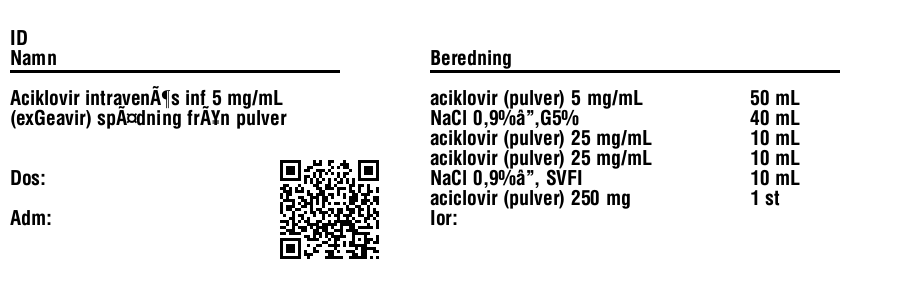 ID
Namn
Aciklovir intravenÃ¶s inf 5 mg/mL
(exGeavir) spÃ¤dning frÃ¥n pulver
Dos:
Adm:
Beredning
aciklovir (pulver) 5 mg/mL 50 mL
NaCl 0,9%â”‚G5% 40 mL
aciklovir (pulver) 25 mg/mL 10 mL
aciklovir (pulver) 25 mg/mL 10 mL
NaCl 0,9%â”‚ SVFI 10 mL
aciclovir (pulver) 250 mg 1 st
Ior: